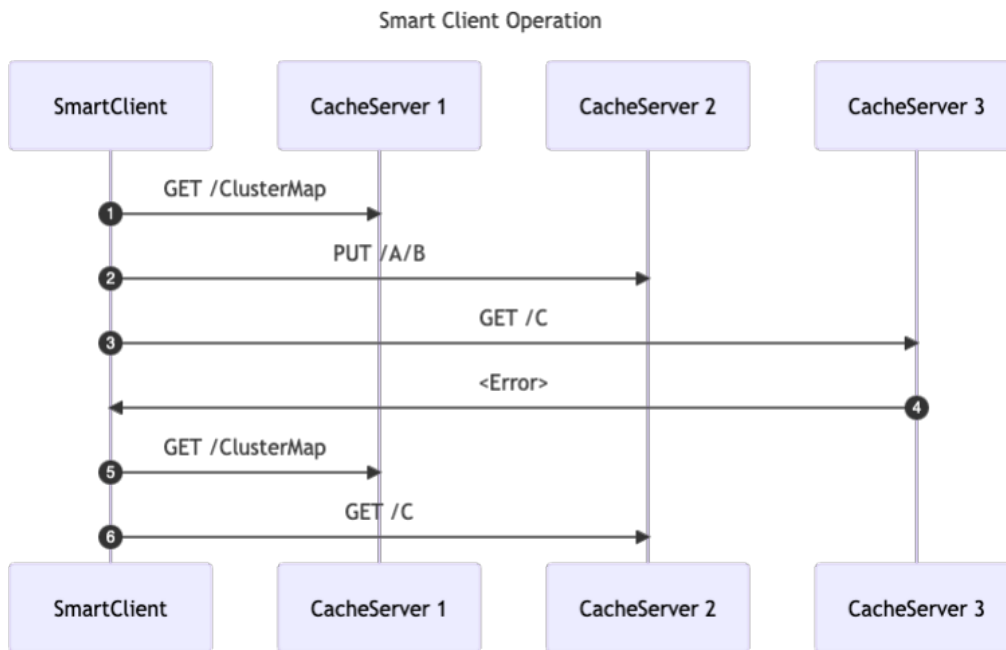 Smart Client Operation
SmartClient
CacheServer 1
CacheServer 2
CacheServer 3
GET /ClusterMap
1
PUT /A/B
2
GET /C
3
<Error>
4
GET /ClusterMap
5
GET /C
6
SmartClient
CacheServer 1
CacheServer 2
CacheServer 3